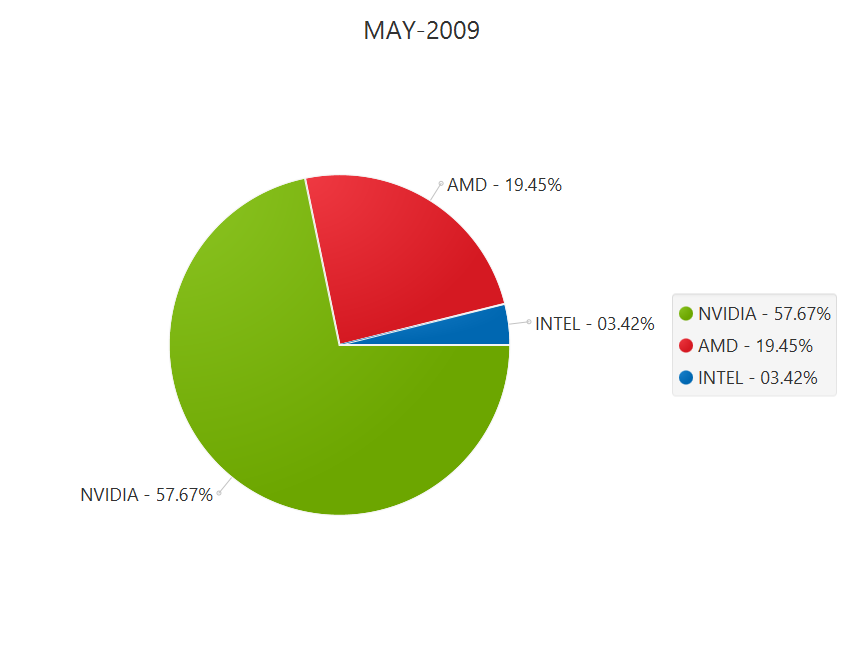 MAY-2009
AMD - 19.45%
INTEL - 03.42%
NVIDIA - 57.67%
NVIDIA - 57.67%
AMD - 19.45%
INTEL - 03.42%